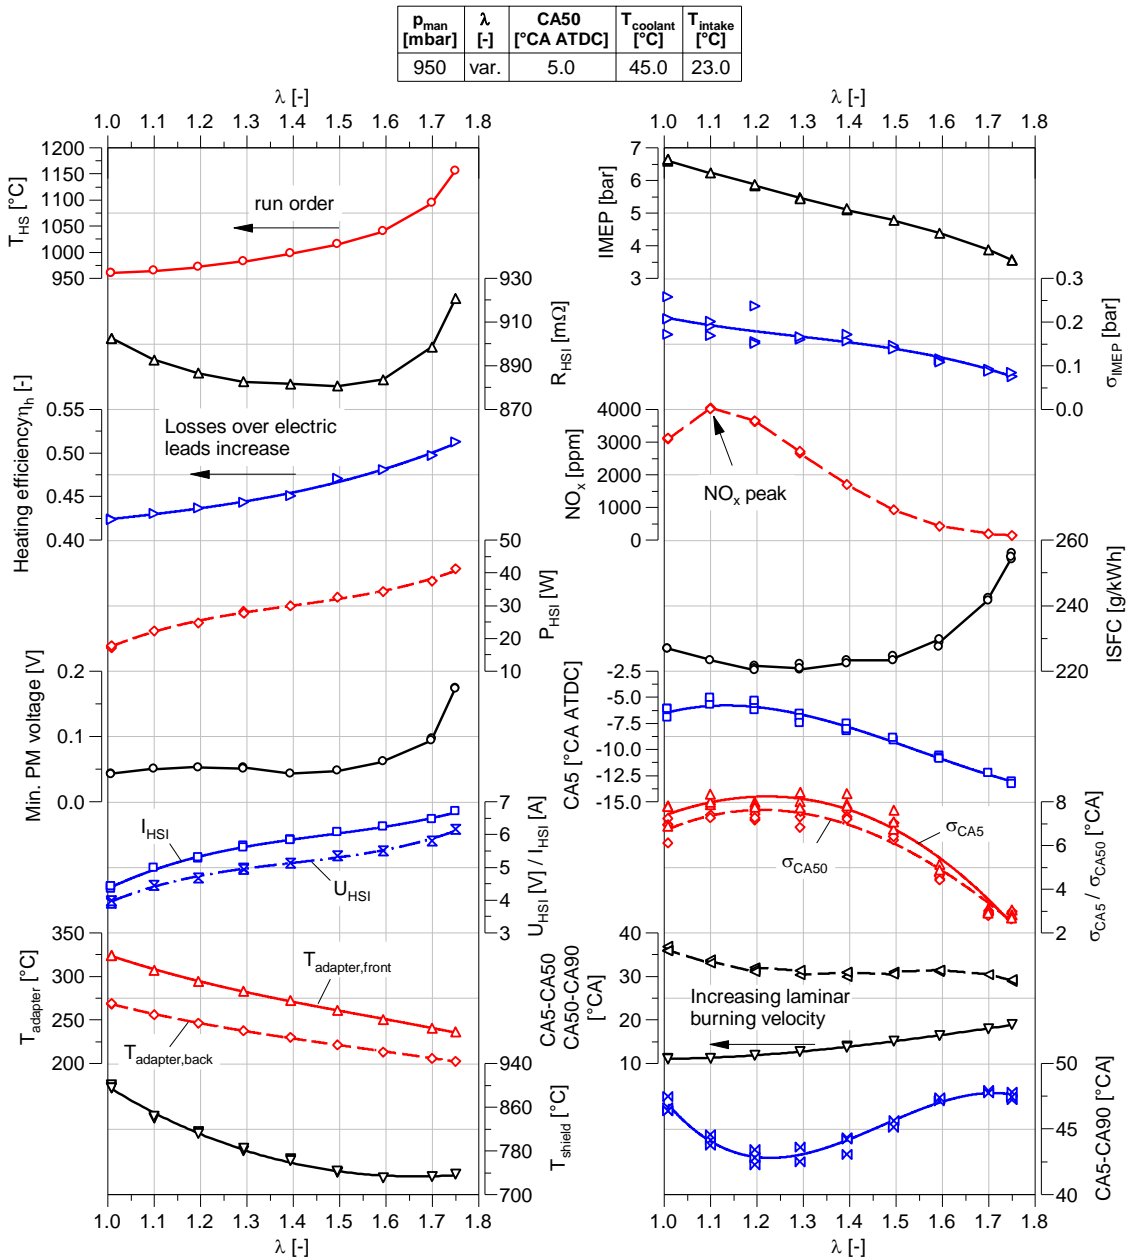 p_man [mbar] λ [-] CA50 [°CA ATDC] T_coolant [°C] T_intake [°C]
950 var. 5.0 45.0 23.0
λ [-]
1.0 1.1 1.2 1.3 1.4 1.5 1.6 1.7 1.8
T_HS [°C]
1200
1150
1100
1050
1000
950
run order
930
910
890
870
R_HSI [mΩ]
Heating efficiencyη_h [-]
0.55
0.50
0.45
0.40
Losses over electric
leads increase
50
40
30
20
10
P_HSI [W]
Min. PM voltage [V]
0.2
0.1
0.0
7
6
5
4
3
U_HSI [V] / I_HSI [A]
I_HSI
U_HSI
T_adapter [°C]
350
300
250
200
T_adapter,front
T_adapter,back
940
860
780
700
T_shield [°C]
1.0 1.1 1.2 1.3 1.4 1.5 1.6 1.7 1.8
λ [-]
λ [-]
1.0 1.1 1.2 1.3 1.4 1.5 1.6 1.7 1.8
IMEP [bar]
7
6
5
4
3
0.3
0.2
0.1
0.0
σ_IMEP [bar]
NO_x [ppm]
4000
3000
2000
1000
0
NO_x peak
260
240
220
ISFC [g/kWh]
CA5 [°CA ATDC]
-2.5
-5.0
-7.5
-10.0
-12.5
-15.0
8
6
4
2
σ_CA5 / σ_CA50 [°CA]
σ_CA5
σ_CA50
CA5-CA50
CA50-CA90
[°CA]
40
30
20
10
Increasing laminar
burning velocity
50
45
40
CA5-CA90 [°CA]
1.0 1.1 1.2 1.3 1.4 1.5 1.6 1.7 1.8
λ [-]